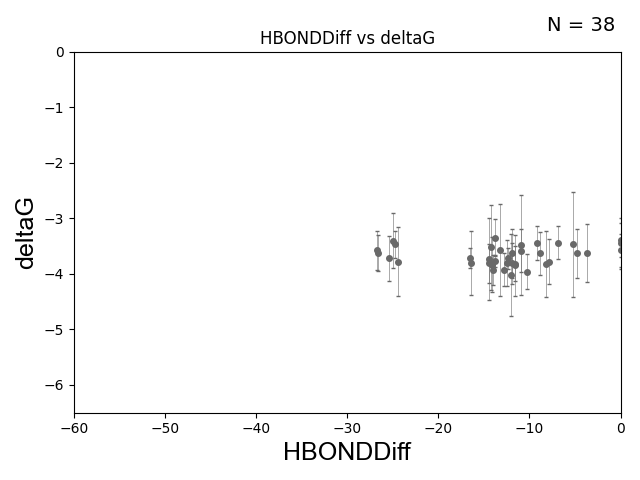 N = 38
HBONDDiff vs deltaG
0
−1
−2
−3
−4
−5
−6
deltaG
−60 −50 −40 −30 −20 −10 0
HBONDDiff